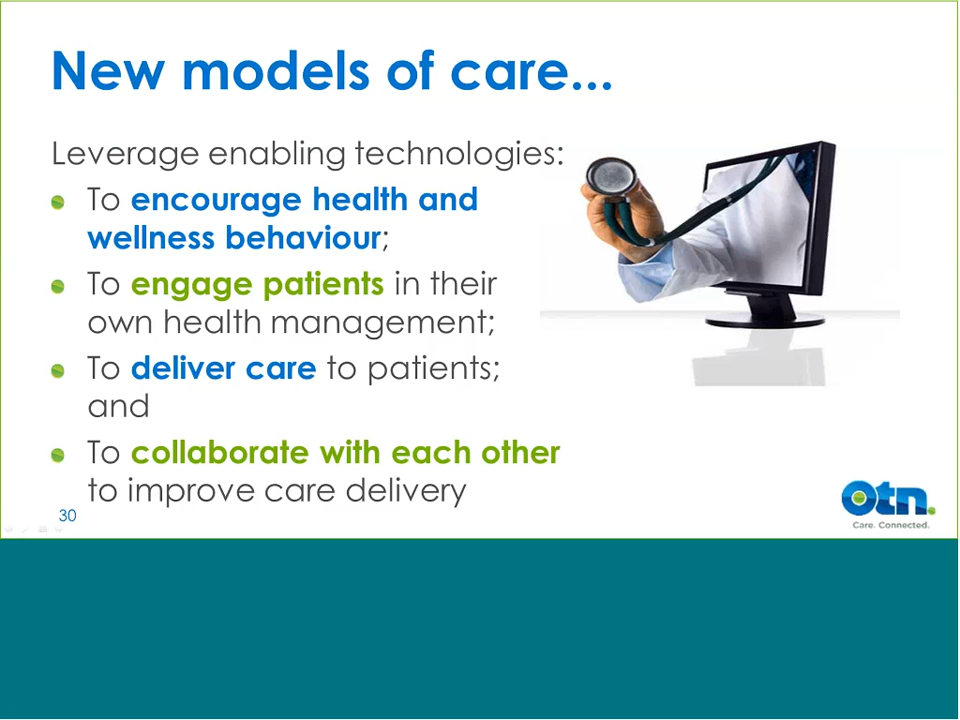 New models of care...
Leverage enabling technologies:
To encourage health and
wellness behaviour;
To engage patients in their
own health management;
To deliver care to patients;
and
To collaborate with each other
to improve care delivery
30
otn.
Care. Connected.